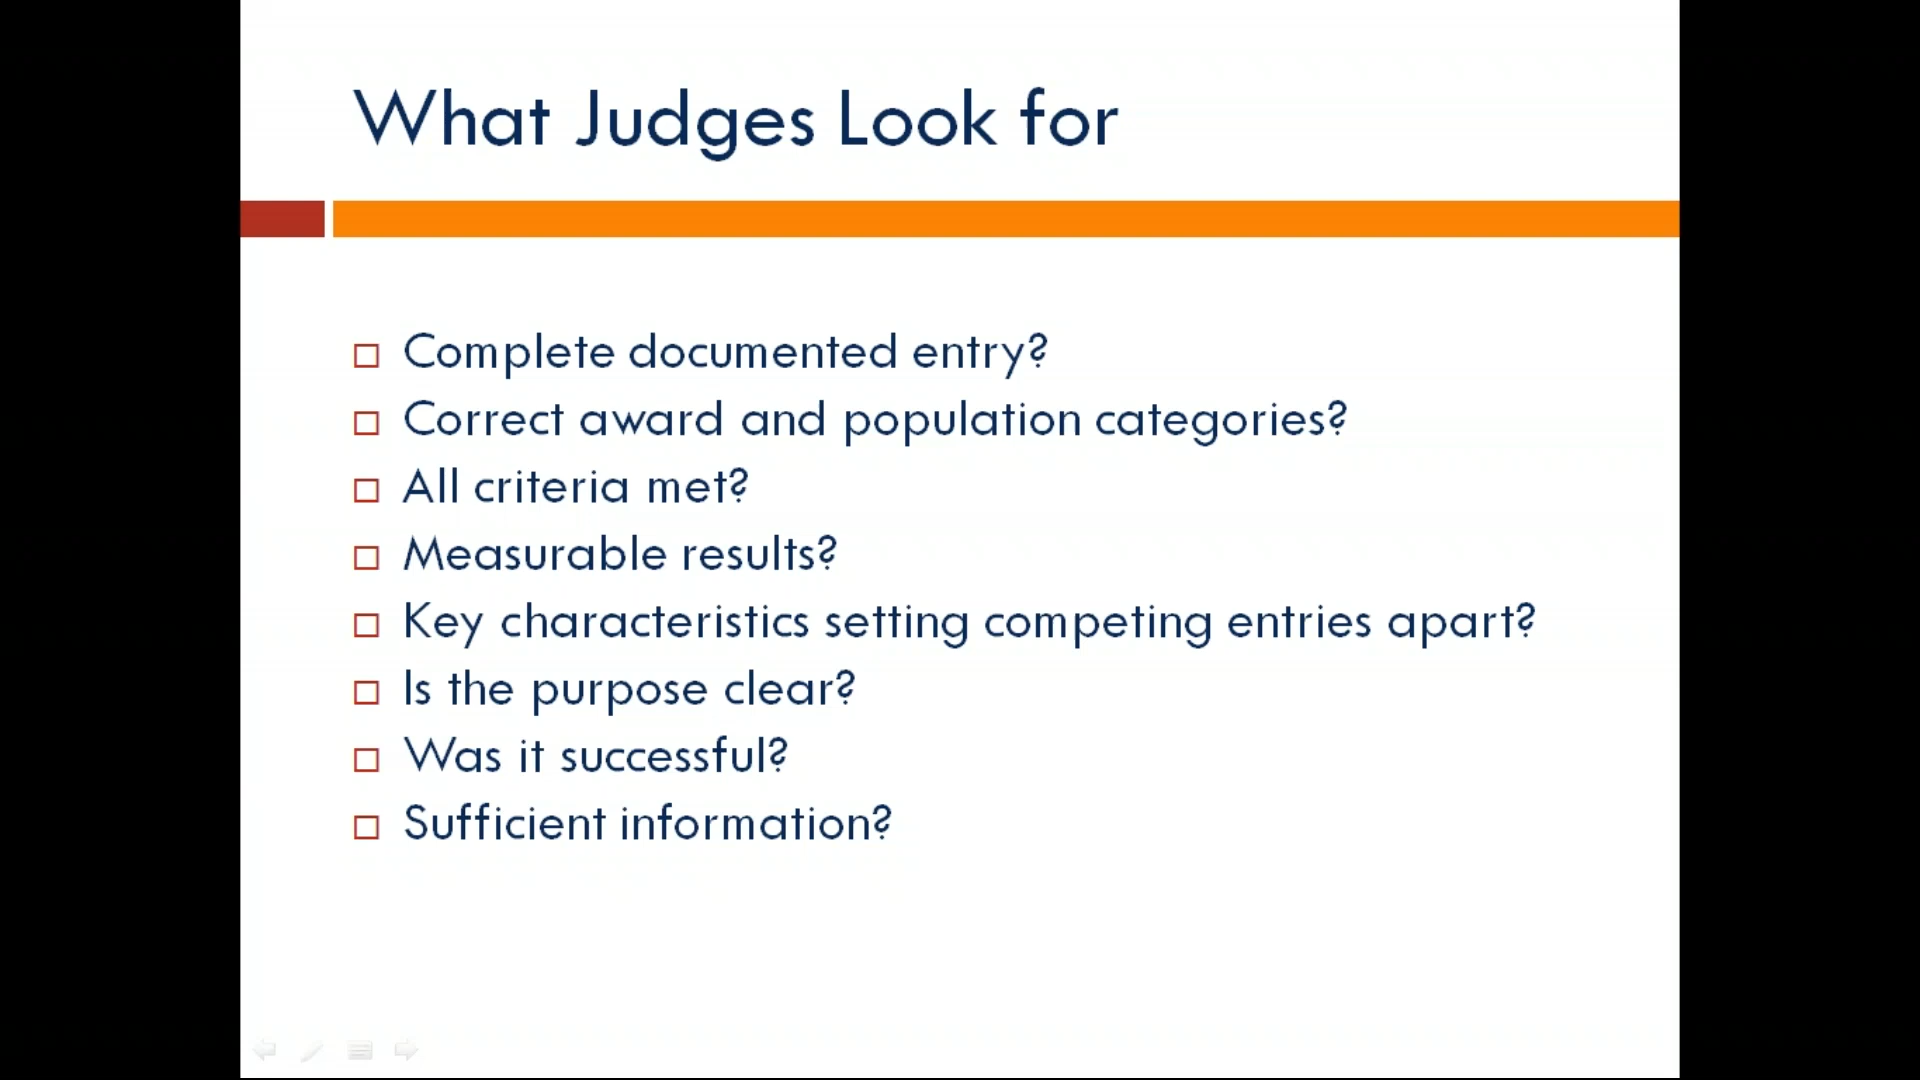 What Judges Look for
Complete documented entry?
Correct award and population categories?
All criteria met?
Measurable results?
Key characteristics setting competing entries apart?
Is the purpose clear?
Was it successful?
Sufficient information?